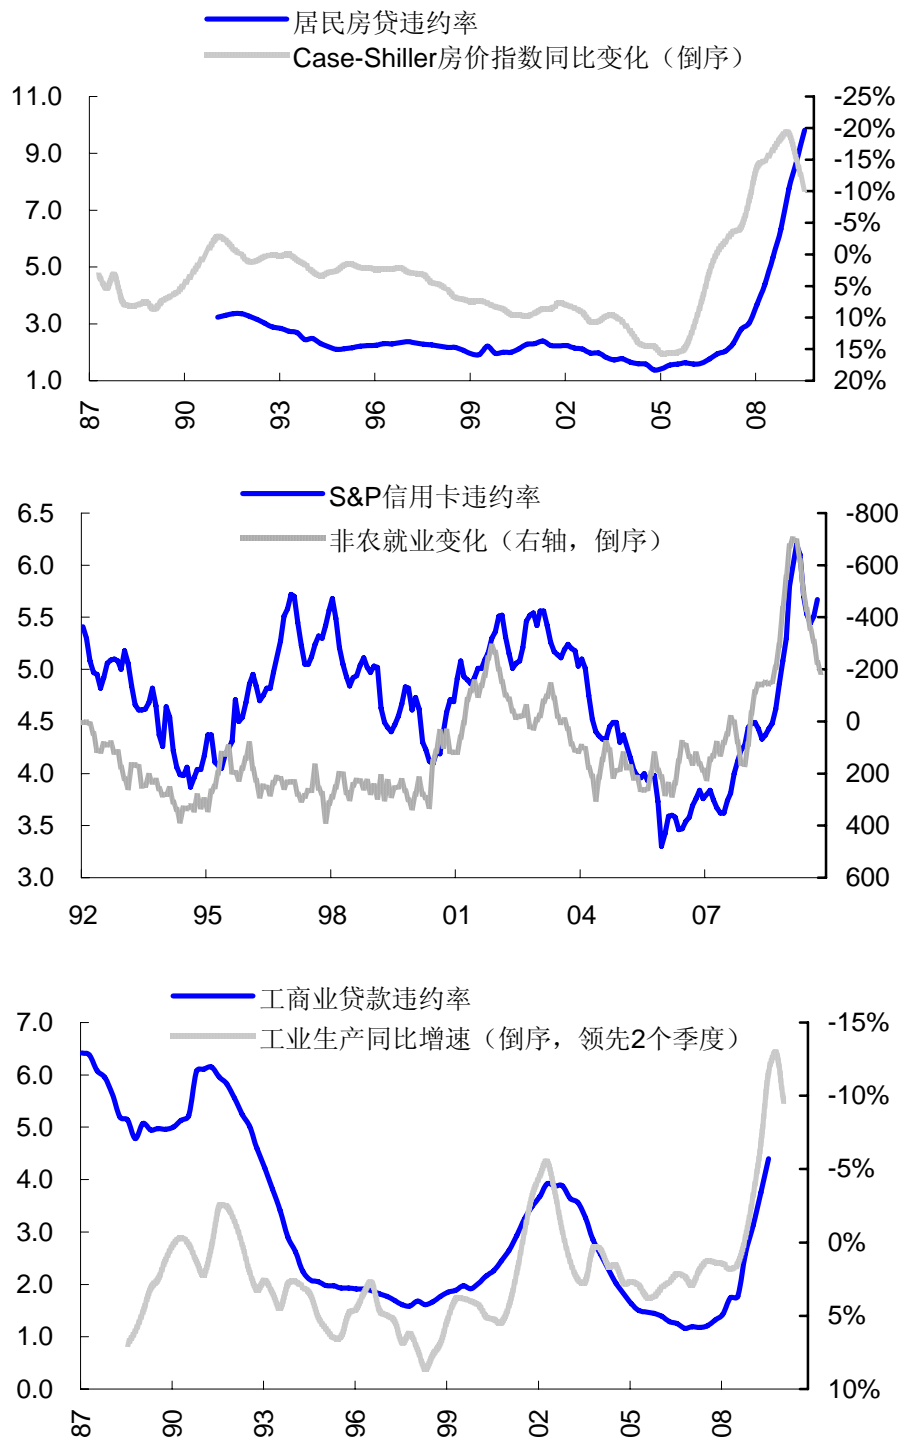 居民房贷违约率
Case-Shiller房价指数同比变化（倒序）
11.0 -25%
-20%
9.0 -15%
-10%
7.0 -5%
0%
5.0 5%
10%
3.0 15%
1.0 20%
87 90 93 96 99 02 05 08
S&P信用卡违约率
6.5 -800
非农就业变化（右轴，倒序）
6.0 -600
5.5 -400
5.0 -200
4.5 0
4.0 200
3.5 400
3.0 600
92 95 98 01 04 07
工商业贷款违约率
7.0 -15%
工业生产同比增速（倒序，领先2个季度）
6.0 -10%
5.0
4.0 -5%
3.0 0%
2.0 5%
1.0
0.0 10%
87 90 93 96 99 02 05 08